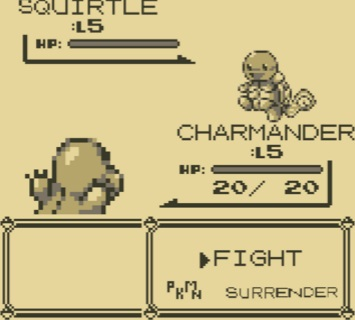 SQUIRTLE
:L5
HP:
CHARMANDER
:L5
HP:
20/ 20
▶FIGHT
PKMN SURRENDER